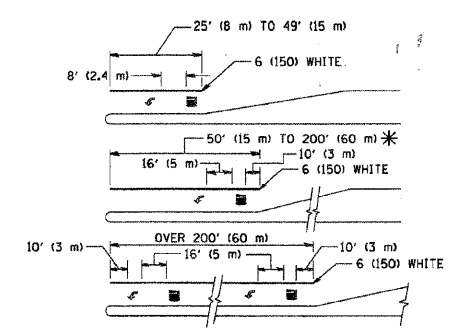 25' (8 m) TO 49' (15 m)
8' (2.4 m)
6 (150) WHITE
50' (15 m) TO 200' (60 m) *
16' (5 m)
10' (3 m)
6 (150) WHITE
OVER 200' (60 m)
10' (3 m)
16' (5 m)
10' (3 m)
6 (150) WHITE